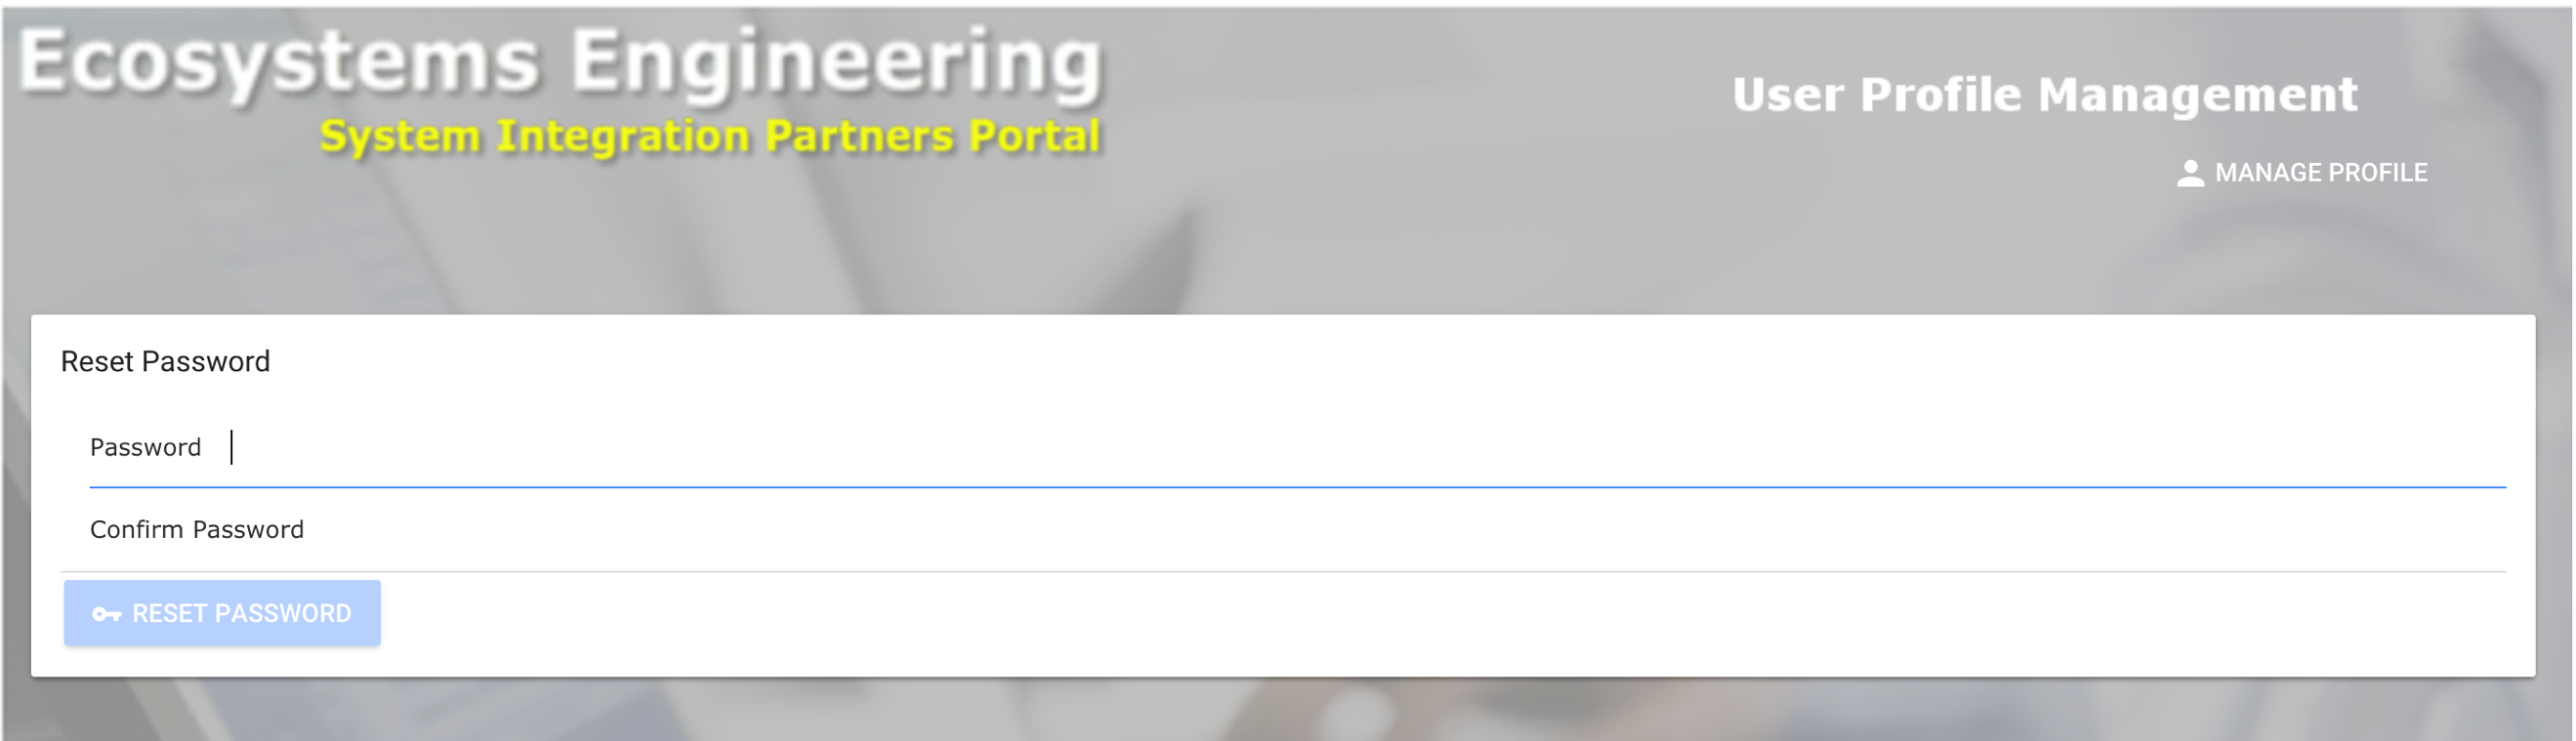 Ecosystems Engineering
System Integration Partners Portal
User Profile Management
MANAGE PROFILE
Reset Password
Password
Confirm Password
RESET PASSWORD